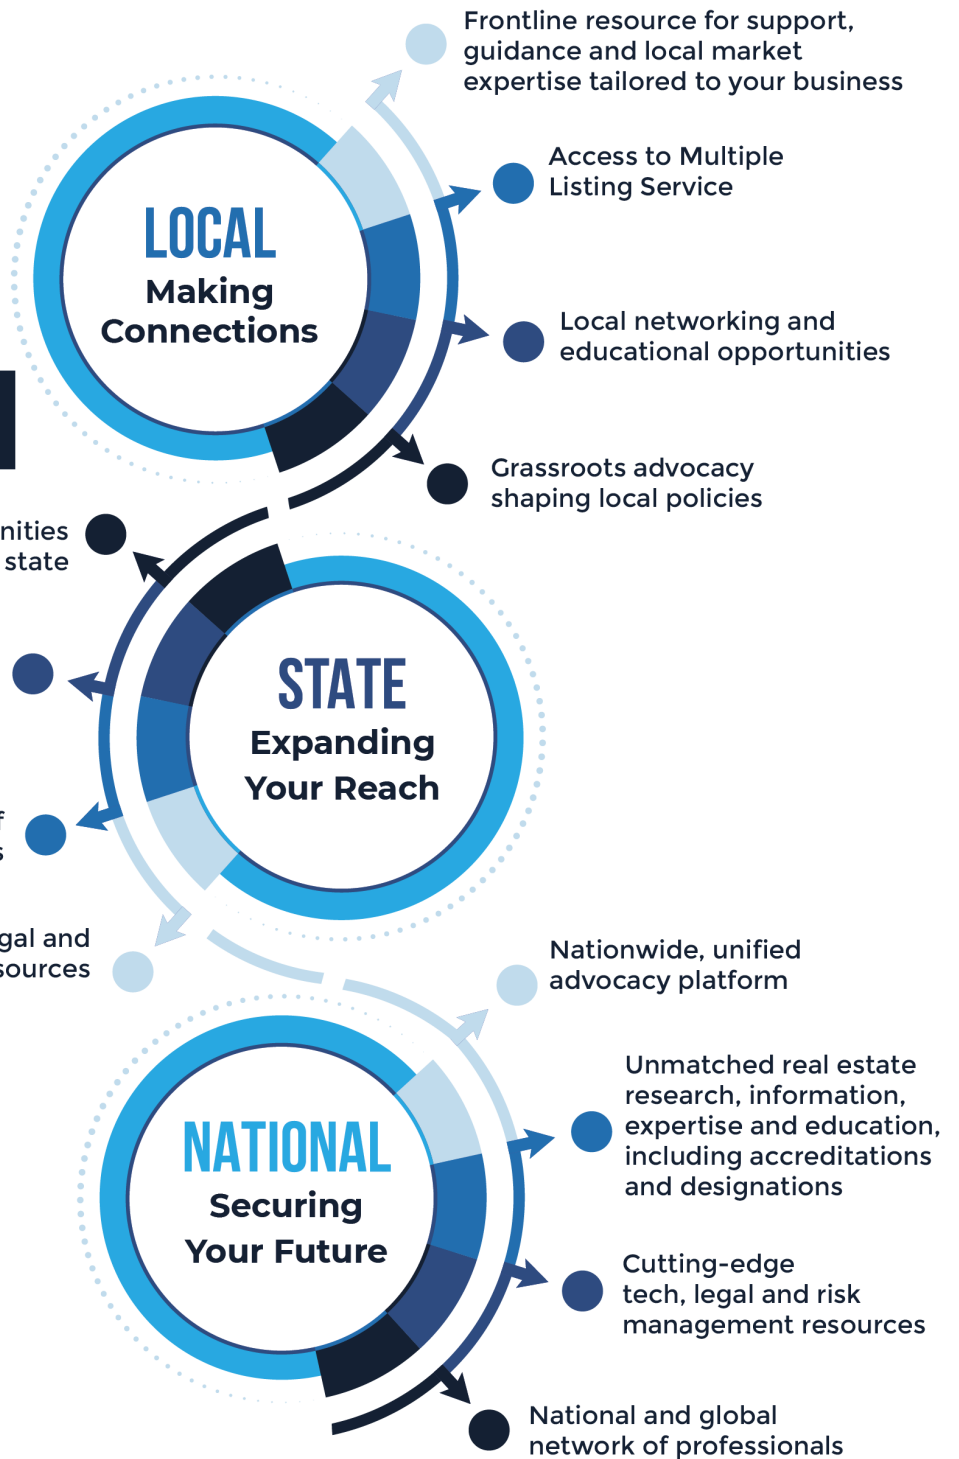 Frontline resource for support,
guidance and local market
expertise tailored to your business
Access to Multiple
Listing Service
LOCAL
Making
Connections
Local networking and
educational opportunities
Grassroots advocacy
shaping local policies
state
STATE
Expanding
Your Reach
and
Nationwide, unified
advocacy platform
Unmatched real estate
research, information,
expertise and education,
including accreditations
and designations
NATIONAL
Securing
Your Future
Cutting-edge
tech, legal and risk
management resources
National and global
network of professionals